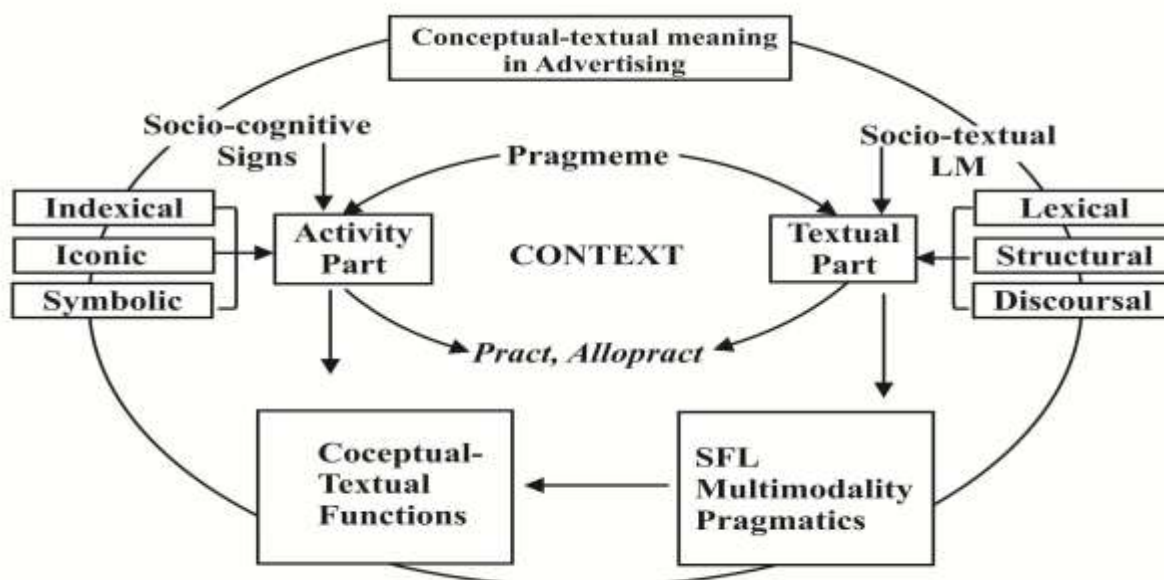 Conceptual-textual meaning
in Advertising
Socio-cognitive
Signs
Pragmeme
Socio-textual
LM
Indexical
Iconic
Symbolic
Activity
Part
CONTEXT
Textual
Part
Lexical
Structural
Discoursal
Pract, Allopract
Coceptual-
Textual
Functions
SFL
Multimodality
Pragmatics